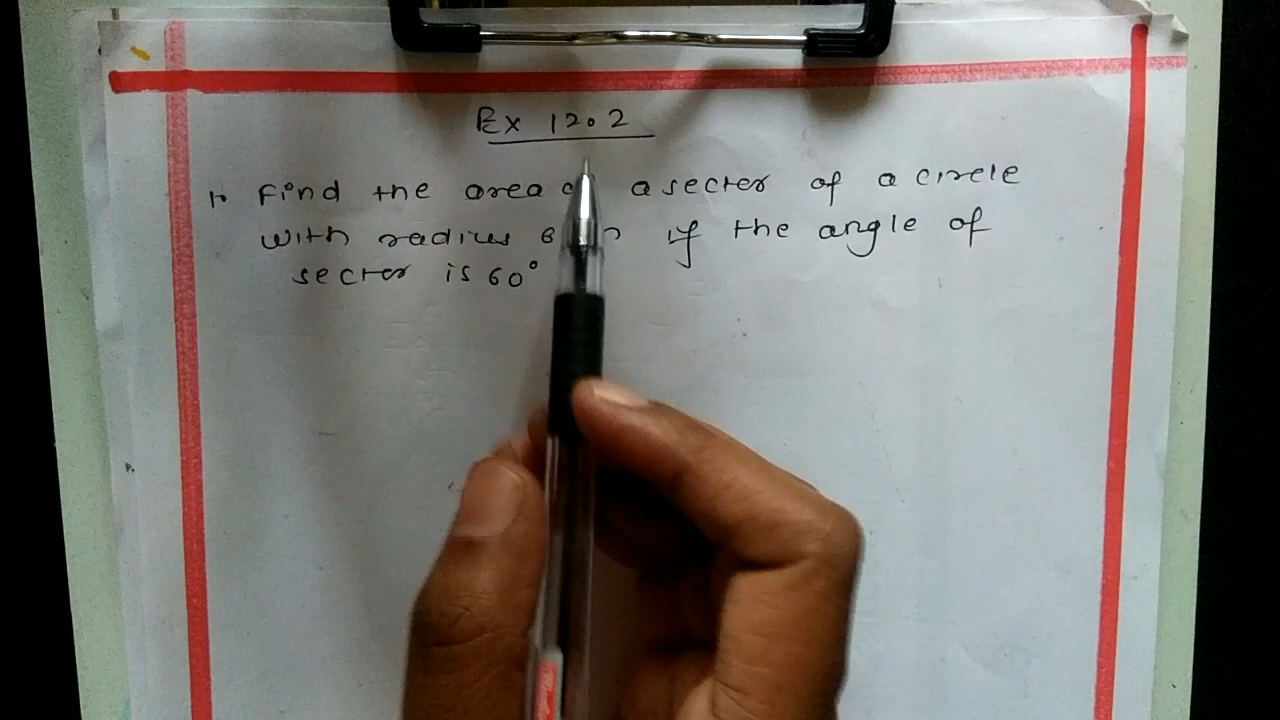 Ex 12.2
1. Find the area a sector of a circle
with radius if the angle of
sector is 60°